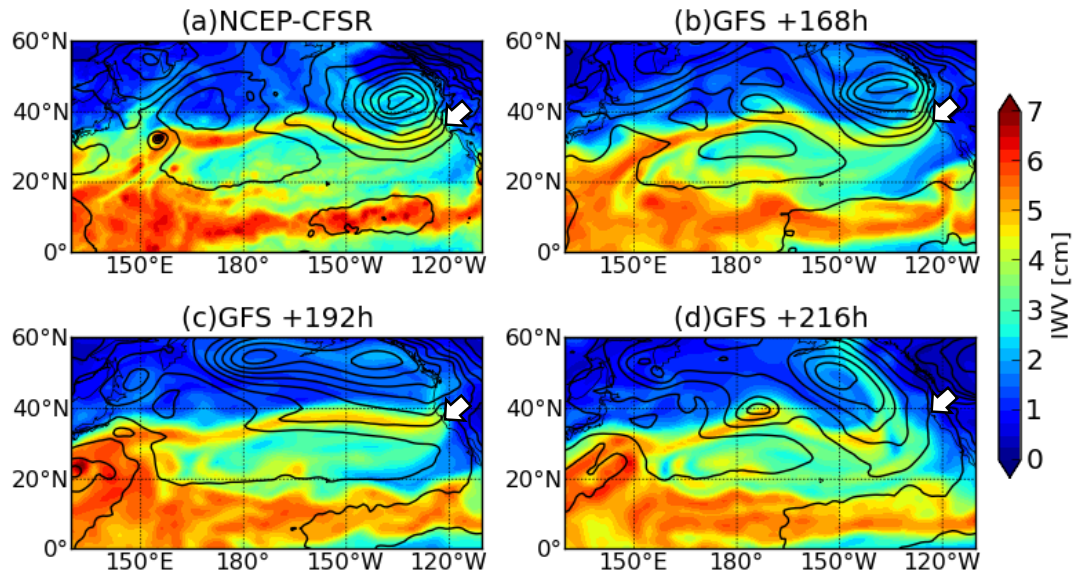 (a)NCEP-CFSR
(b)GFS +168h
60°N
40°N
20°N
0°
150°E 180° 150°W 120°W
60°N
40°N
20°N
0°
150°E 180° 150°W 120°W
(c)GFS +192h
(d)GFS +216h
60°N
40°N
20°N
0°
150°E 180° 150°W 120°W
60°N
40°N
20°N
0°
150°E 180° 150°W 120°W
7
6
5
4
3
2
1
0
IWV [cm]